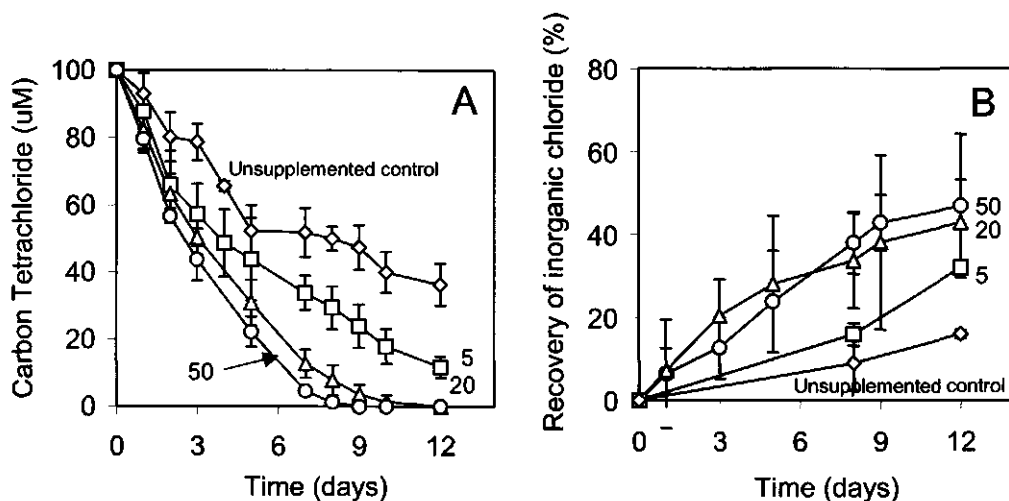 Carbon Tetrachloride (uM)
100
80
60
40
20
0
A
Unsupplemented control
5
20
50
0 3 6 9 12
Time (days)
Recovery of inorganic chloride (%)
80
60
40
20
0
B
50
20
5
Unsupplemented control
0 3 6 9 12
Time (days)